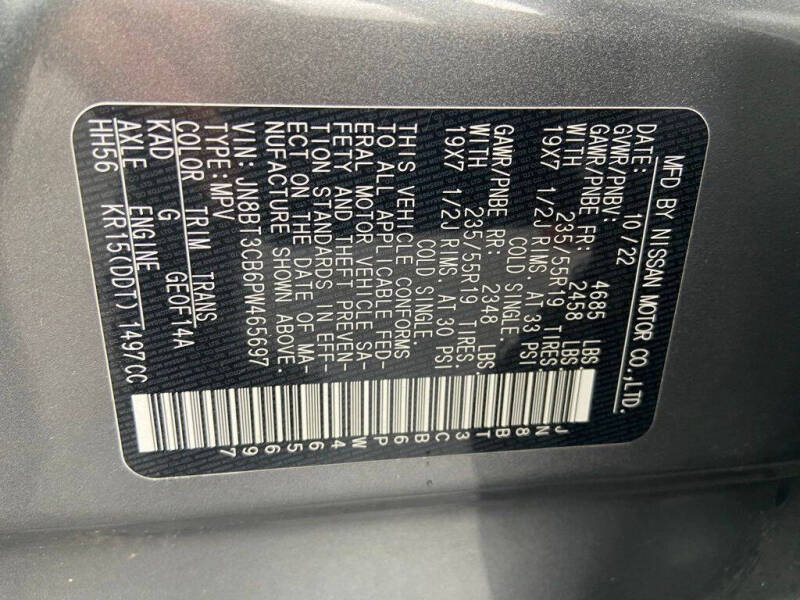 MFD BY NISSAN MOTOR CO.,LTD.
DATE: 10/22
GVWR/PNBV: 4685 LBS.
GAWR/PNBE FR: 2458 LBS.
WITH 235/55R19 TIRES.
19X7 1/2J RIMS. AT 33 PSI
COLD SINGLE.
GAWR/PNBE RR: 2348 LBS.
WITH 235/55R19 TIRES.
19X7 1/2J RIMS. AT 30 PSI
COLD SINGLE.
THIS VEHICLE CONFORMS
TO ALL APPLICABLE FED-
ERAL MOTOR VEHICLE SA-
FETY AND THEFT PREVEN-
TION STANDARDS IN EFF-
ECT ON THE DATE OF MA-
NUFACTURE SHOWN ABOVE.
VIN: JN8BT3CB6PW465697
TYPE: MPV
COLOR TRIM TRANS
KAD G GE0F14A
AXLE ENGINE
HH56 KR15(DDT) 1497CC
JN8BT3CB6PW465697